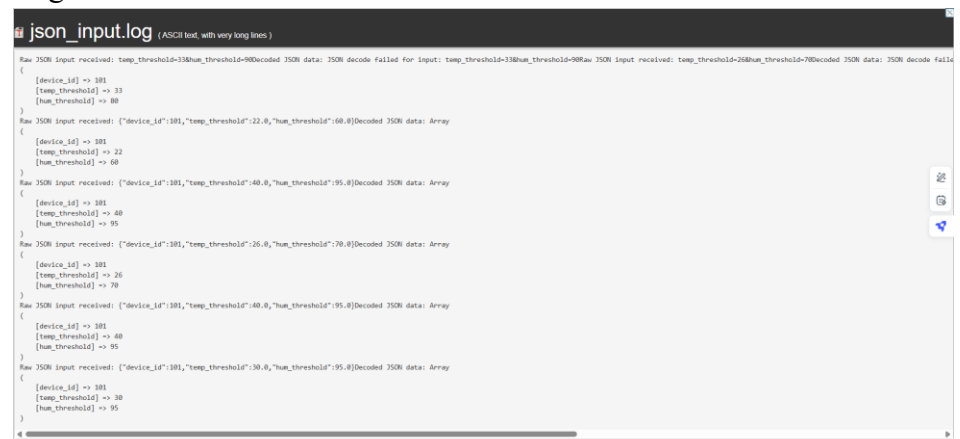 json_input.log (ASCII text, with very long lines )
Raw JSON input received: temp_threshold=33&hum_threshold=90Decoded JSON data: JSON decode failed for input: temp_threshold=33&hum_threshold=90Raw JSON input received: temp_threshold=26&hum_threshold=70Decoded JSON data: JSON decode faile
(
[device_id] => 101
[temp_threshold] => 33
[hum_threshold] => 80
)
Raw JSON input received: {"device_id":101,"temp_threshold":22.0,"hum_threshold":60.0}Decoded JSON data: Array
(
[device_id] => 101
[temp_threshold] => 22
[hum_threshold] => 60
)
Raw JSON input received: {"device_id":101,"temp_threshold":40.0,"hum_threshold":95.0}Decoded JSON data: Array
(
[device_id] => 101
[temp_threshold] => 40
[hum_threshold] => 95
)
Raw JSON input received: {"device_id":101,"temp_threshold":26.0,"hum_threshold":70.0}Decoded JSON data: Array
(
[device_id] => 101
[temp_threshold] => 26
[hum_threshold] => 70
)
Raw JSON input received: {"device_id":101,"temp_threshold":40.0,"hum_threshold":95.0}Decoded JSON data: Array
(
[device_id] => 101
[temp_threshold] => 40
[hum_threshold] => 95
)
Raw JSON input received: {"device_id":101,"temp_threshold":30.0,"hum_threshold":95.0}Decoded JSON data: Array
(
[device_id] => 101
[temp_threshold] => 30
[hum_threshold] => 95
)